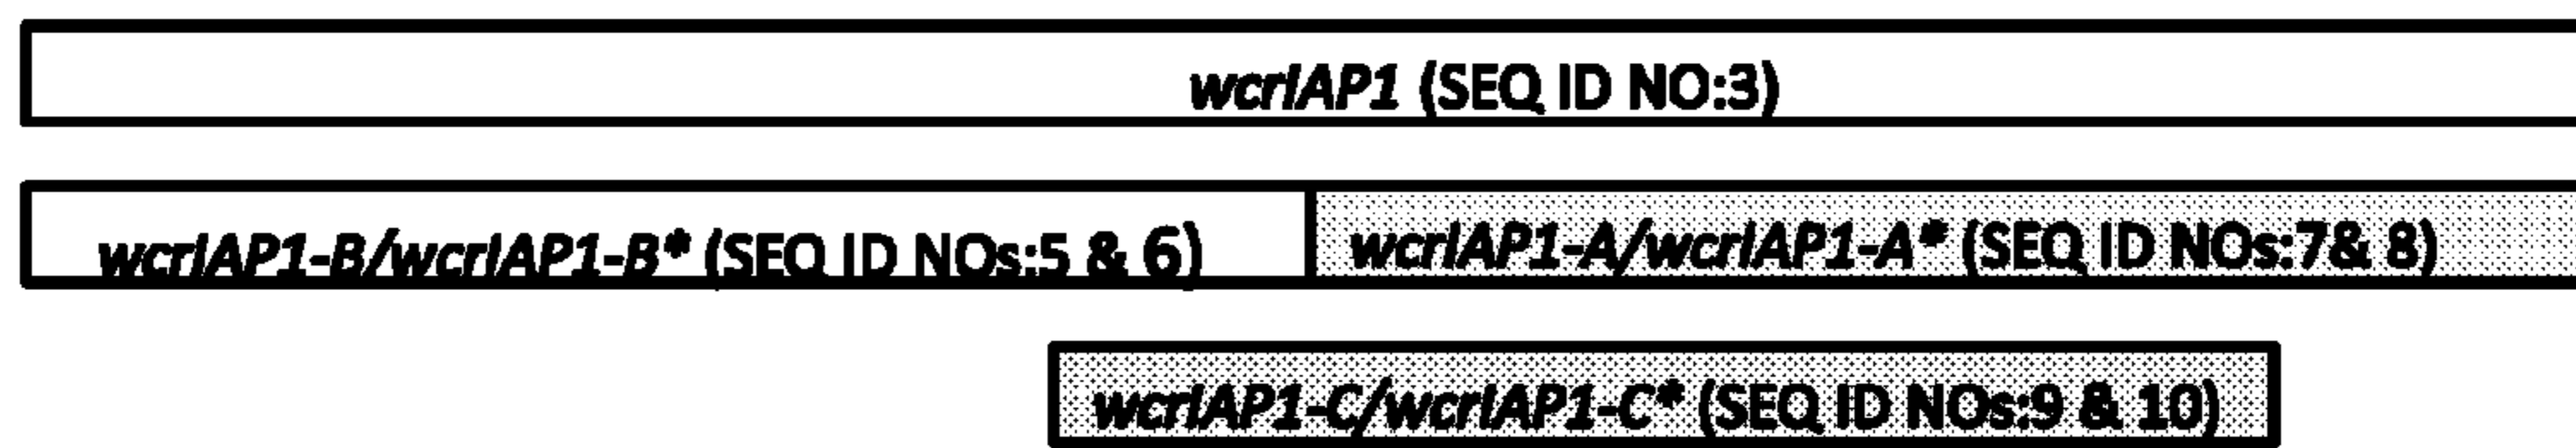 wcrIAP1 (SEQ ID NO:3)
wcrIAP1-B/wcrIAP1-B* (SEQ ID NOs:5 & 6)
wcrIAP1-A/wcrIAP1-A* (SEQ ID NOs:7& 8)
wcrIAP1-C/wcrIAP1-C* (SEQ ID NOs:9 & 10)